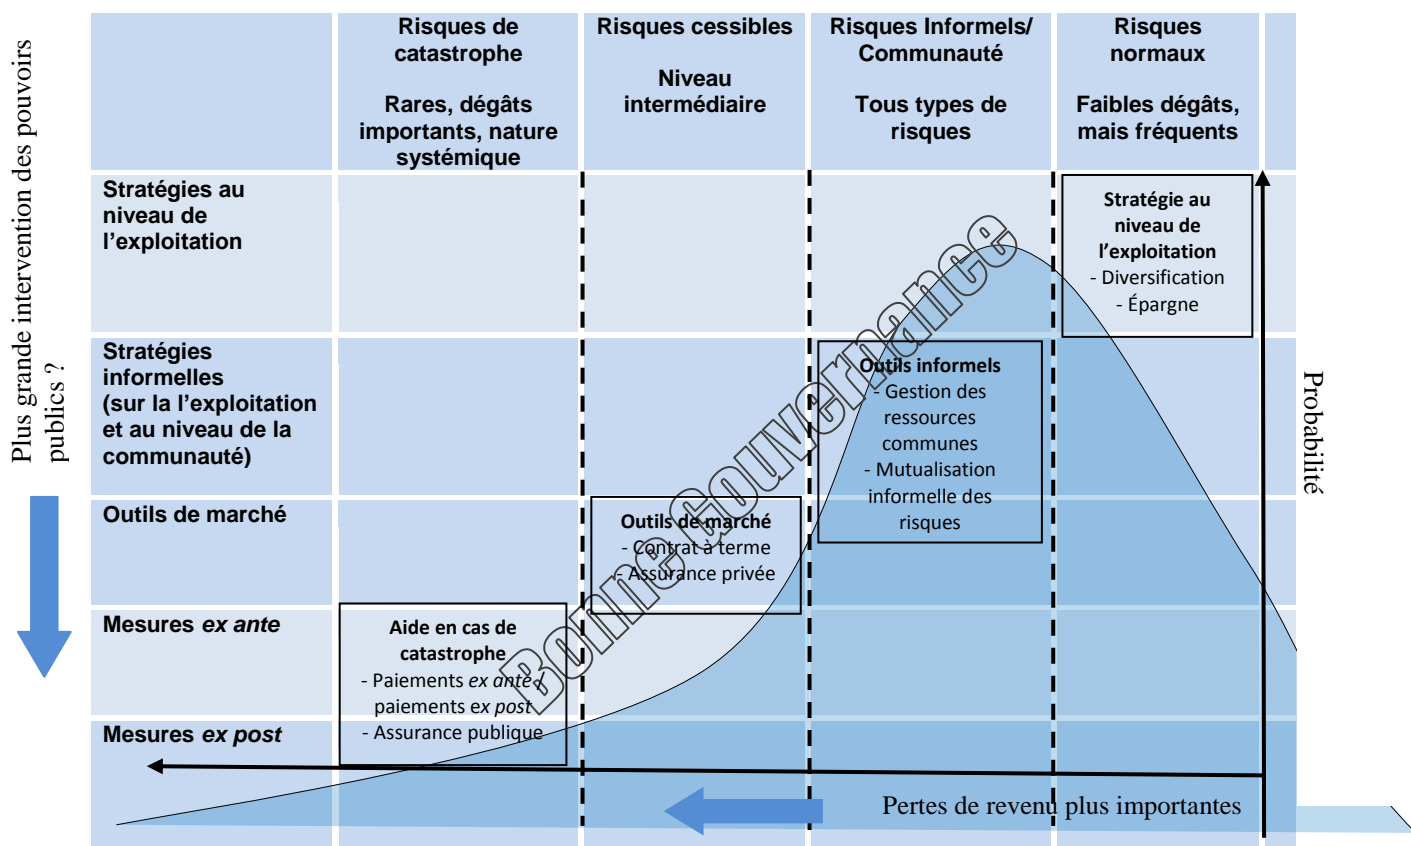 Plus grande intervention des pouvoirs
publics ?
Risques de
catastrophe
Rares, dégâts
importants, nature
systémique
Risques cessibles
Niveau
intermédiaire
Risques Informels/
Communauté
Tous types de
risques
Risques
normaux
Faibles dégâts,
mais fréquents
Stratégies au
niveau de
l'exploitation
Stratégie au
niveau de
l'exploitation
- Diversification
- Épargne
Stratégies
informelles
(sur la l'exploitation
et au niveau de la
communauté)
Outils informels
- Gestion des
ressources
communes
- Mutualisation
informelle des
risques
Outils de marché
Outils de marché
- Contrat à terme
- Assurance privée
Mesures ex ante
Aide en cas de
catastrophe
- Paiements ex ante /
paiements ex post
- Assurance publique
Mesures ex post
Bonne Gouvernance
Probabilité
Pertes de revenu plus importantes